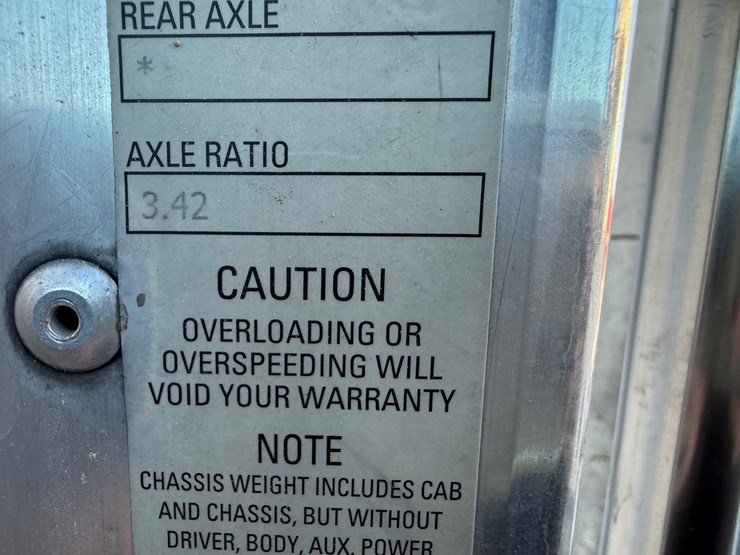 REAR AXLE
*
AXLE RATIO
3.42
CAUTION
OVERLOADING OR
OVERSPEEDING WILL
VOID YOUR WARRANTY
NOTE
CHASSIS WEIGHT INCLUDES CAB
AND CHASSIS, BUT WITHOUT
DRIVER, BODY, AUX. POWER